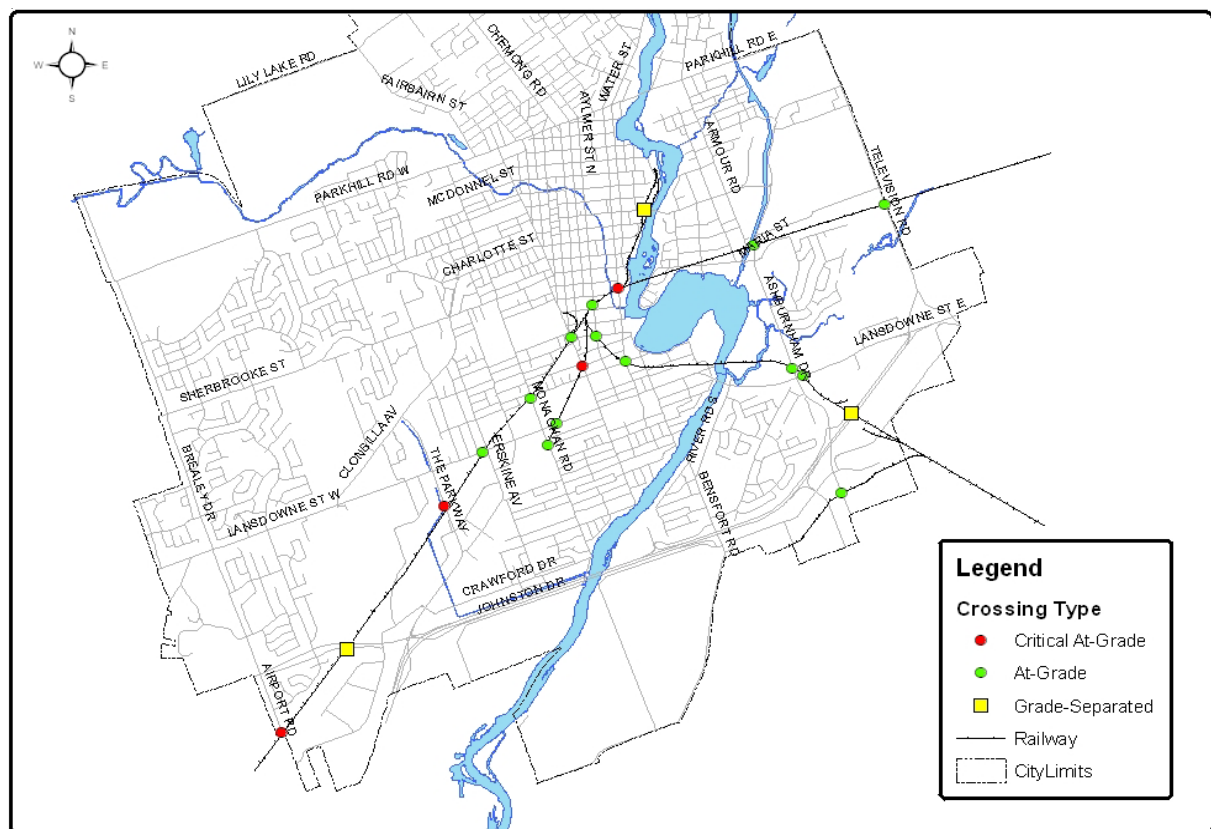 N
W E
S
LILY LAKE RD
FAIRBAIRN ST
CHEMONG RD
WATER ST
AYLMER ST N
PARKHILL RD E
ARMOUR RD
TELEVISION RD
PARKHILL RD W
MCDONNEL ST
CHARLOTTE ST
MARIA ST
ASHBURNHAM DR
LANSDOWNE ST E
SHERBROOKE ST
CLONSILLA AV
MONAGHAN RD
ERSKINE AV
THE PARKWAY
BREALEY DR
LANSDOWNE ST W
RIVER RD S
BENSFORT RD
CRAWFORD DR
JOHNSTON DR
AIRPORT RD
Legend
Crossing Type
Critical At-Grade
At-Grade
Grade-Separated
Railway
City Limits